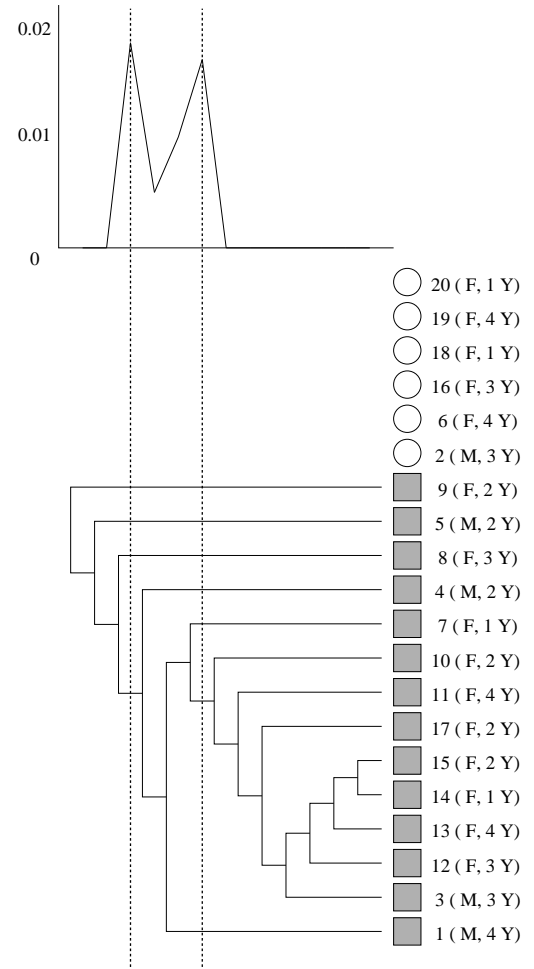 0.02
0.01
0
20 ( F, 1 Y)
19 ( F, 4 Y)
18 ( F, 1 Y)
16 ( F, 3 Y)
6 ( F, 4 Y)
2 ( M, 3 Y)
9 ( F, 2 Y)
5 ( M, 2 Y)
8 ( F, 3 Y)
4 ( M, 2 Y)
7 ( F, 1 Y)
10 ( F, 2 Y)
11 ( F, 4 Y)
17 ( F, 2 Y)
15 ( F, 2 Y)
14 ( F, 1 Y)
13 ( F, 4 Y)
12 ( F, 3 Y)
3 ( M, 3 Y)
1 ( M, 4 Y)